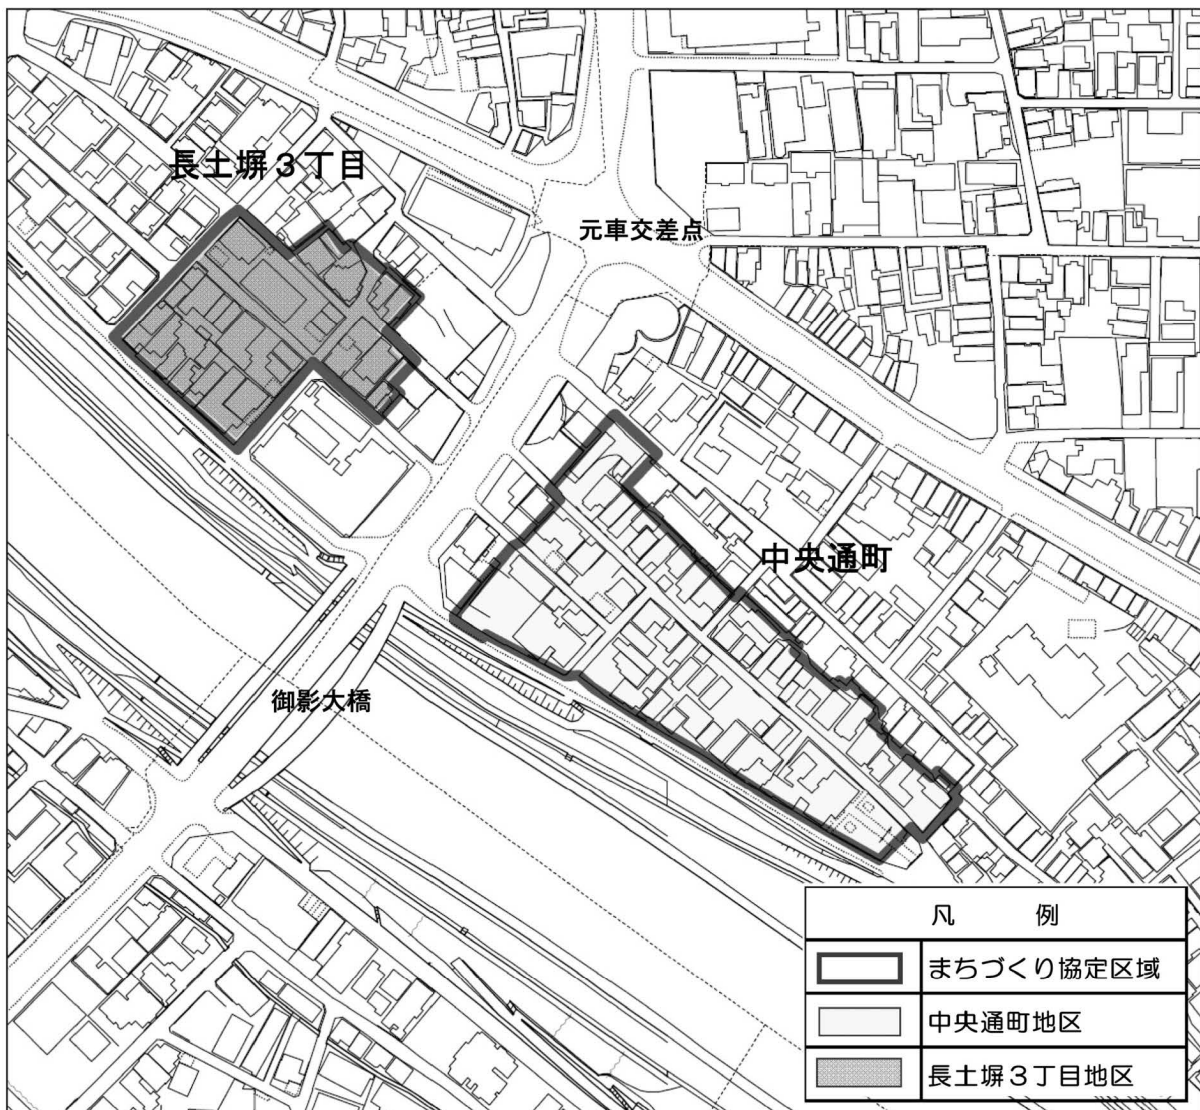 長土塀３丁目
元車交差点
中央通町
御影大橋
凡 例
まちづくり協定区域
中央通町地区
長土塀３丁目地区